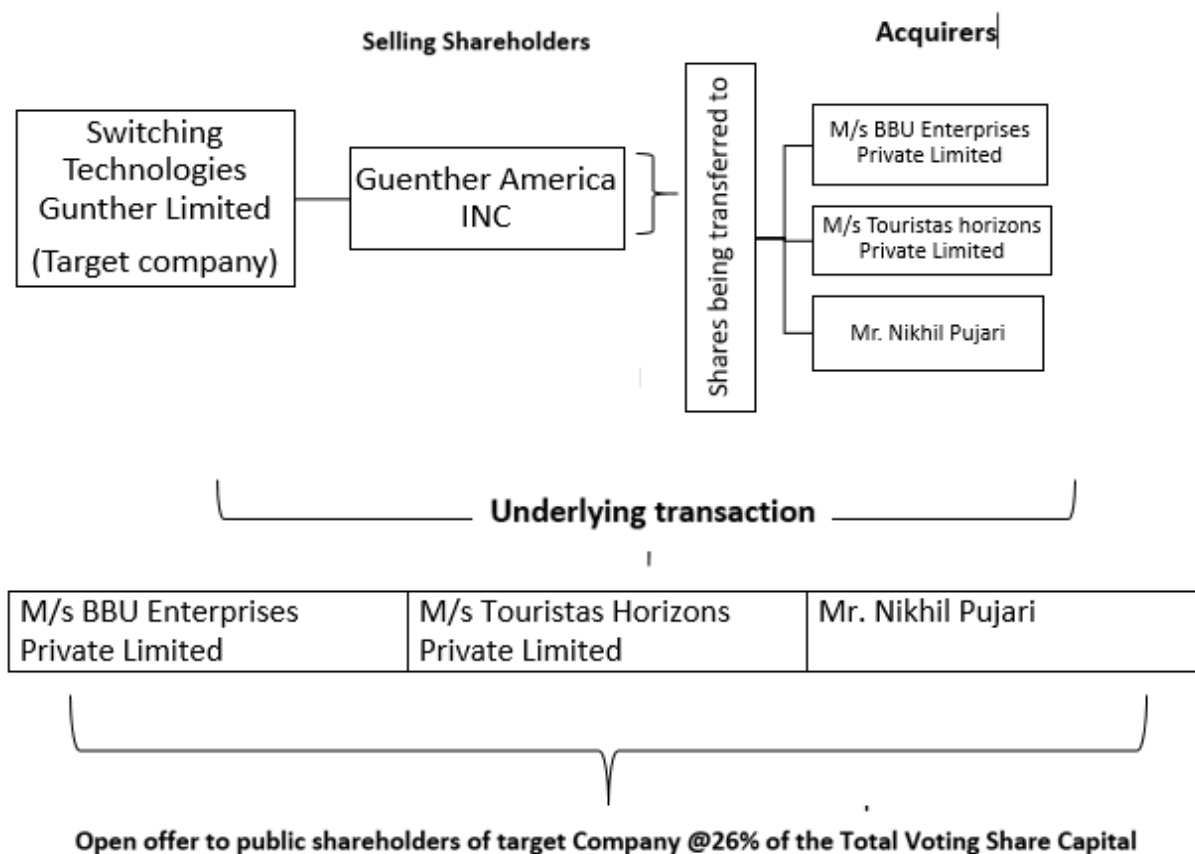 Selling Shareholders
Acquirers
Switching
Technologies
Gunther Limited
(Target company)
Guenther America
INC
Shares being transferred to
M/s BBU Enterprises
Private Limited
M/s Touristas horizons
Private Limited
Mr. Nikhil Pujari
Underlying transaction
M/s BBU Enterprises
Private Limited
M/s Touristas Horizons
Private Limited
Mr. Nikhil Pujari
Open offer to public shareholders of target Company @26% of the Total Voting Share Capital